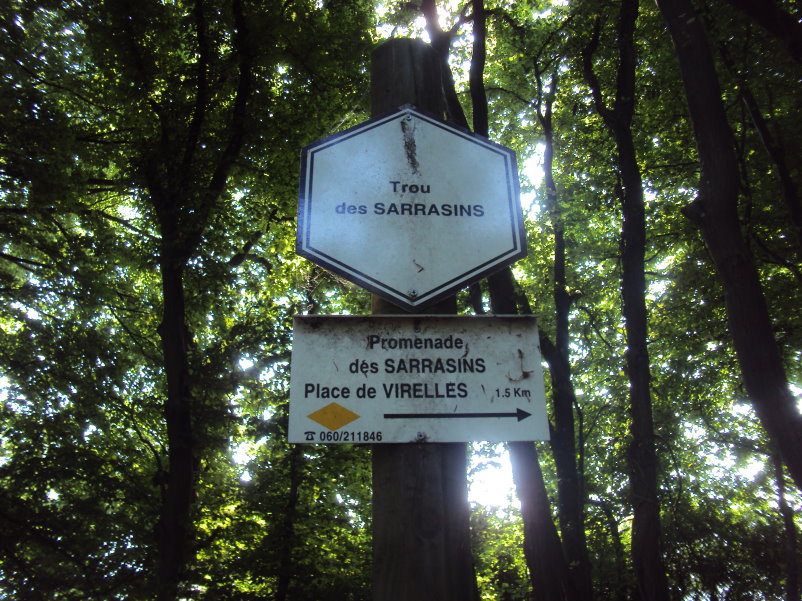 Trou
des SARRASINS
Promenade
des SARRASINS
Place de VIRELLES 1.5 Km
☎ 060/211846